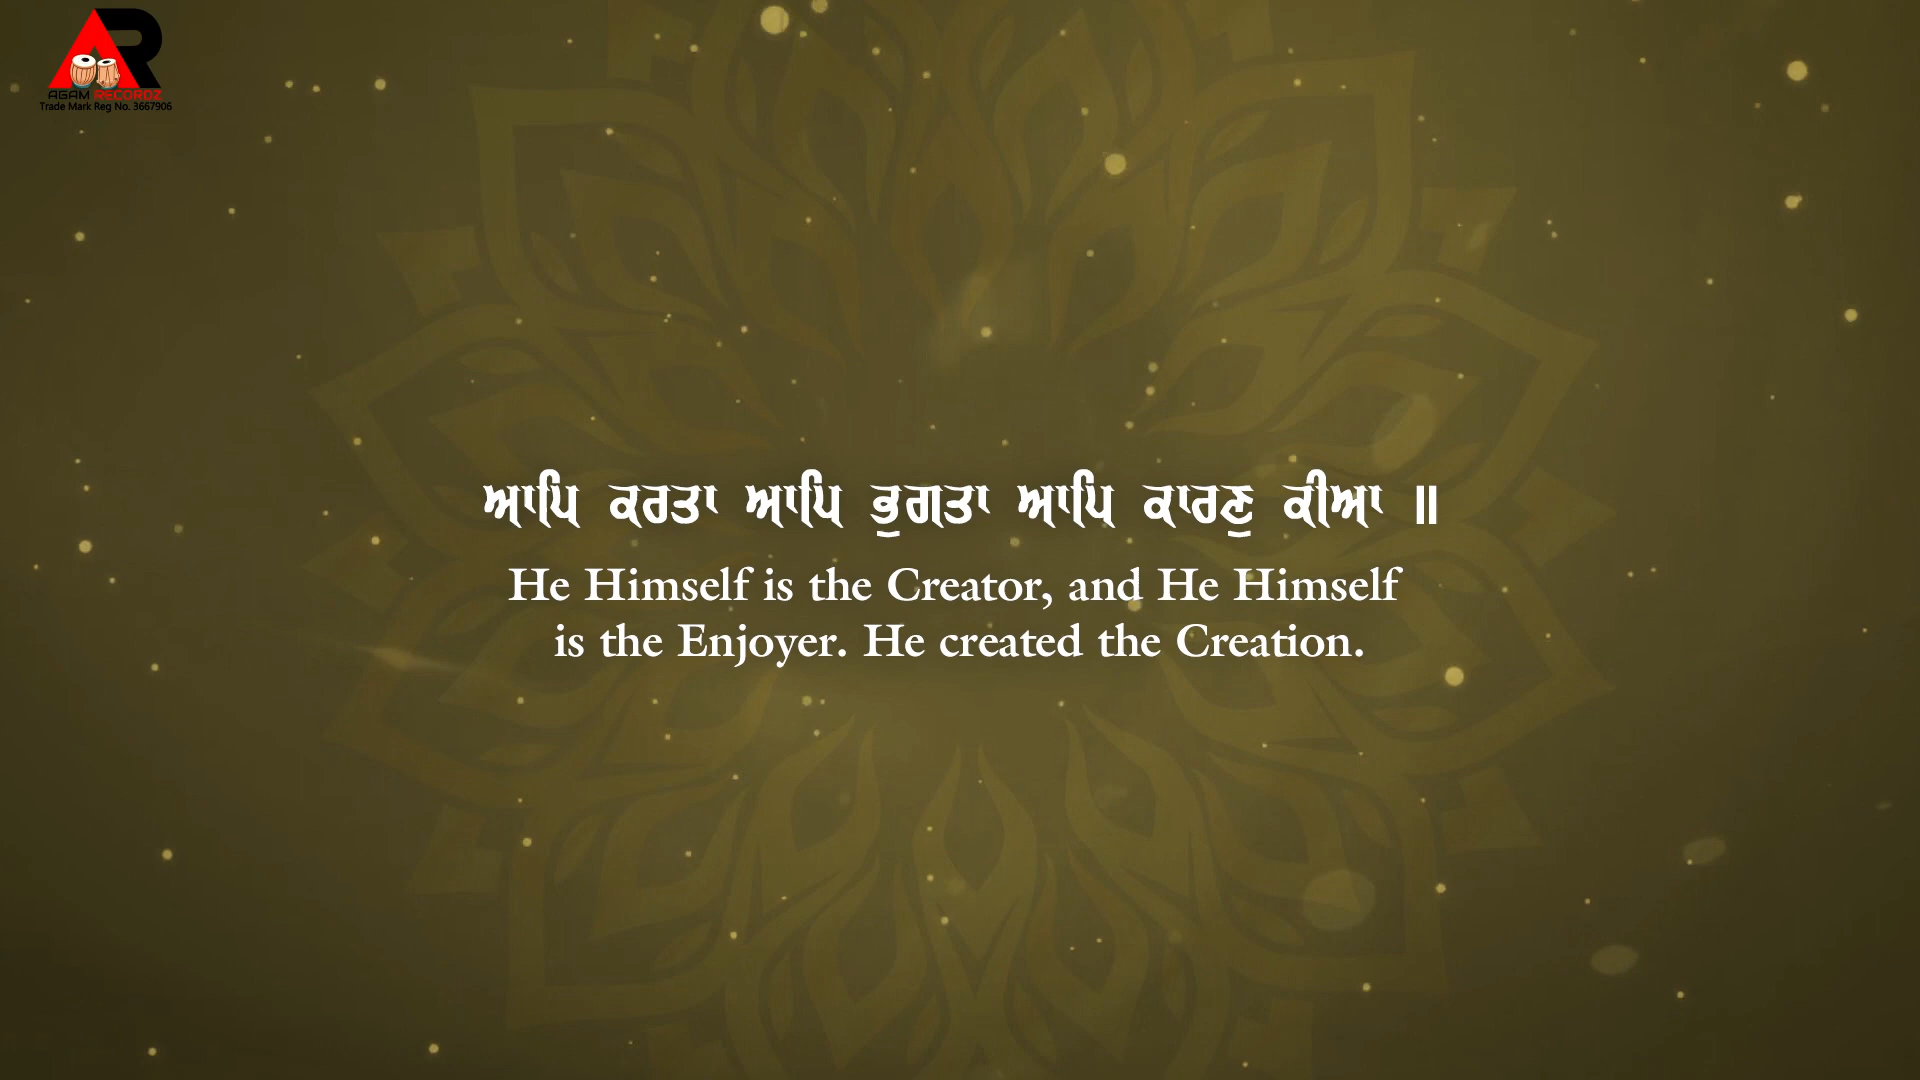 AGAM RECORDZ
Trade Mark Reg No. 3667906
ਆਪਿ ਕਰਤਾ ਆਪਿ ਭੁਗਤਾ ਆਪਿ ਕਾਰਣੁ ਕੀਆ ॥
He Himself is the Creator, and He Himself
is the Enjoyer. He created the Creation.